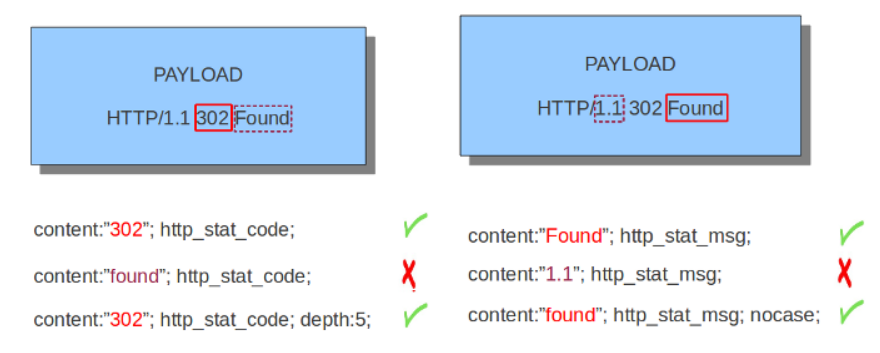 PAYLOAD
HTTP/1.1 302 Found
content:"302"; http_stat_code;
content:"found"; http_stat_code;
content:"302"; http_stat_code; depth:5;
PAYLOAD
HTTP/1.1 302 Found
content:"Found"; http_stat_msg;
content:"1.1"; http_stat_msg;
content:"found"; http_stat_msg; nocase;